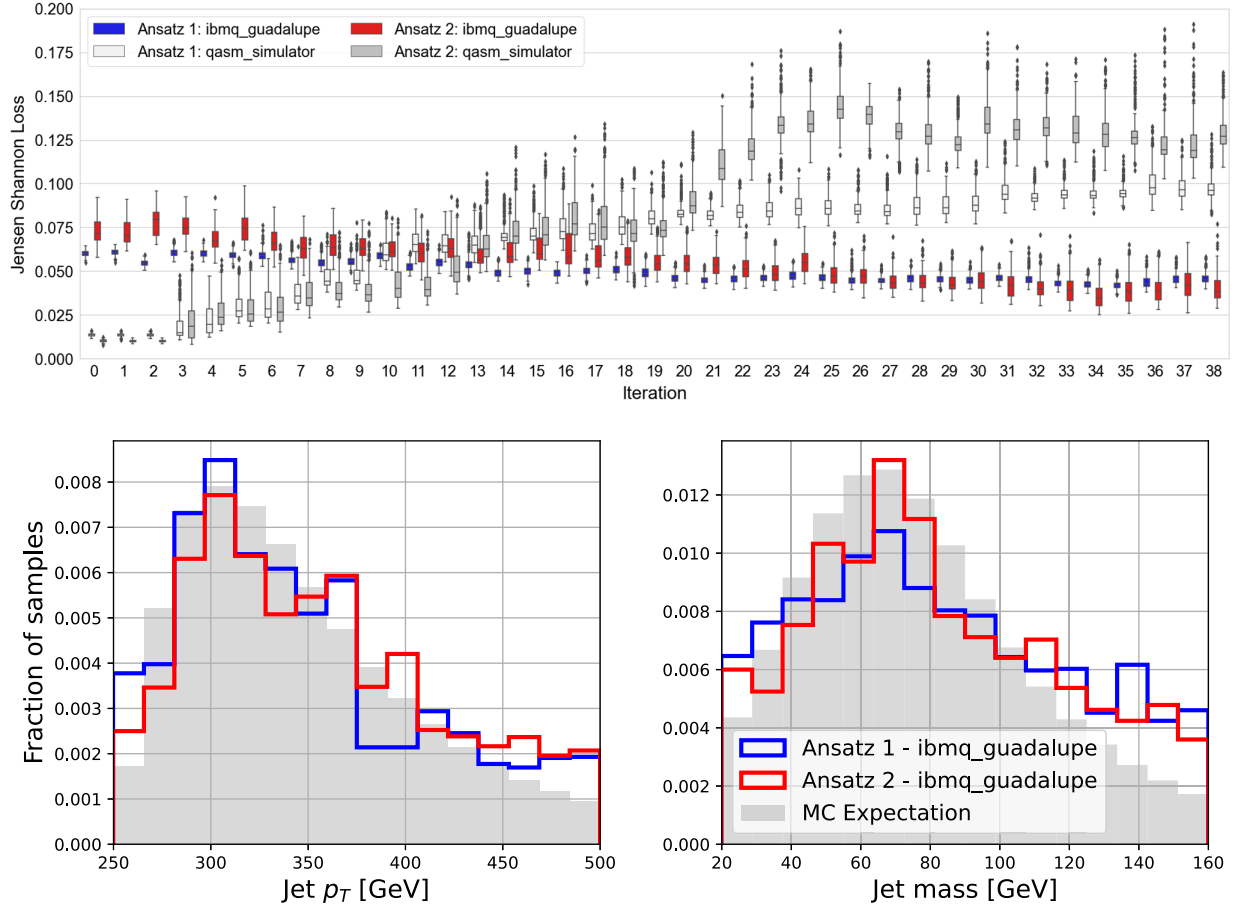 0.200
0.175
0.150
0.125
0.100
0.075
0.050
0.025
0.000
Jensen Shannon Loss
Ansatz 1: ibmq_guadalupe
Ansatz 2: ibmq_guadalupe
Ansatz 1: qasm_simulator
Ansatz 2: qasm_simulator
0 1 2 3 4 5 6 7 8 9 10 11 12 13 14 15 16 17 18 19 20 21 22 23 24 25 26 27 28 29 30 31 32 33 34 35 36 37 38
Iteration
0.008
0.007
0.006
0.005
0.004
0.003
0.002
0.001
0.000
Fraction of samples
250 300 350 400 450 500
Jet p_T [GeV]
0.012
0.010
0.008
0.006
0.004
0.002
0.000
Ansatz 1 - ibmq_guadalupe
Ansatz 2 - ibmq_guadalupe
MC Expectation
20 40 60 80 100 120 140 160
Jet mass [GeV]